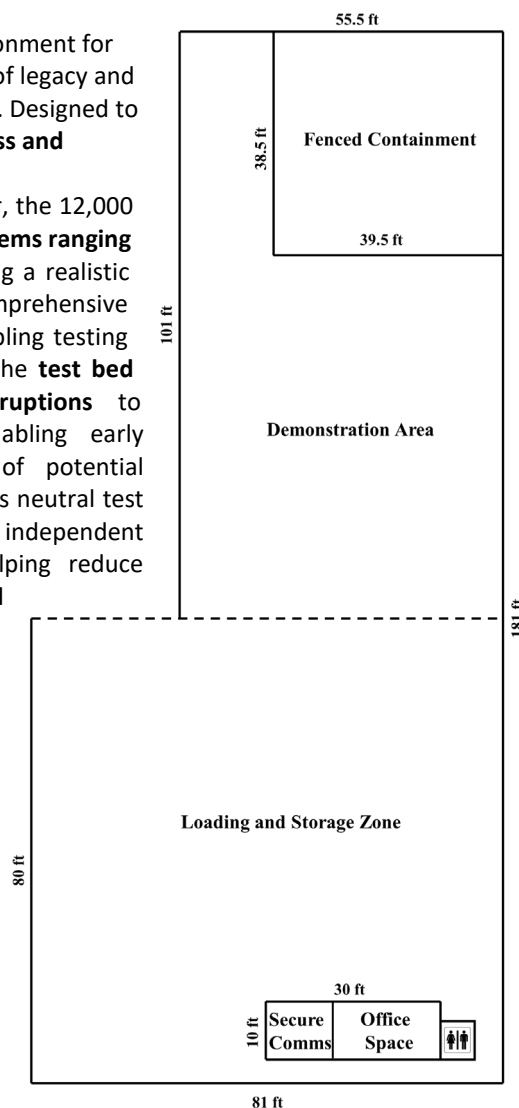 onment for
of legacy and
. Designed to
ss and
, the 12,000
ems ranging
g a realistic
mprehensive
bling testing
he test bed
ruptions to
abling early
of potential
s neutral test
independent
lping reduce
55.5 ft
38.5 ft
Fenced Containment
39.5 ft
101 ft
Demonstration Area
181 ft
Loading and Storage Zone
80 ft
30 ft
10 ft
Secure
Comms
Office
Space
81 ft